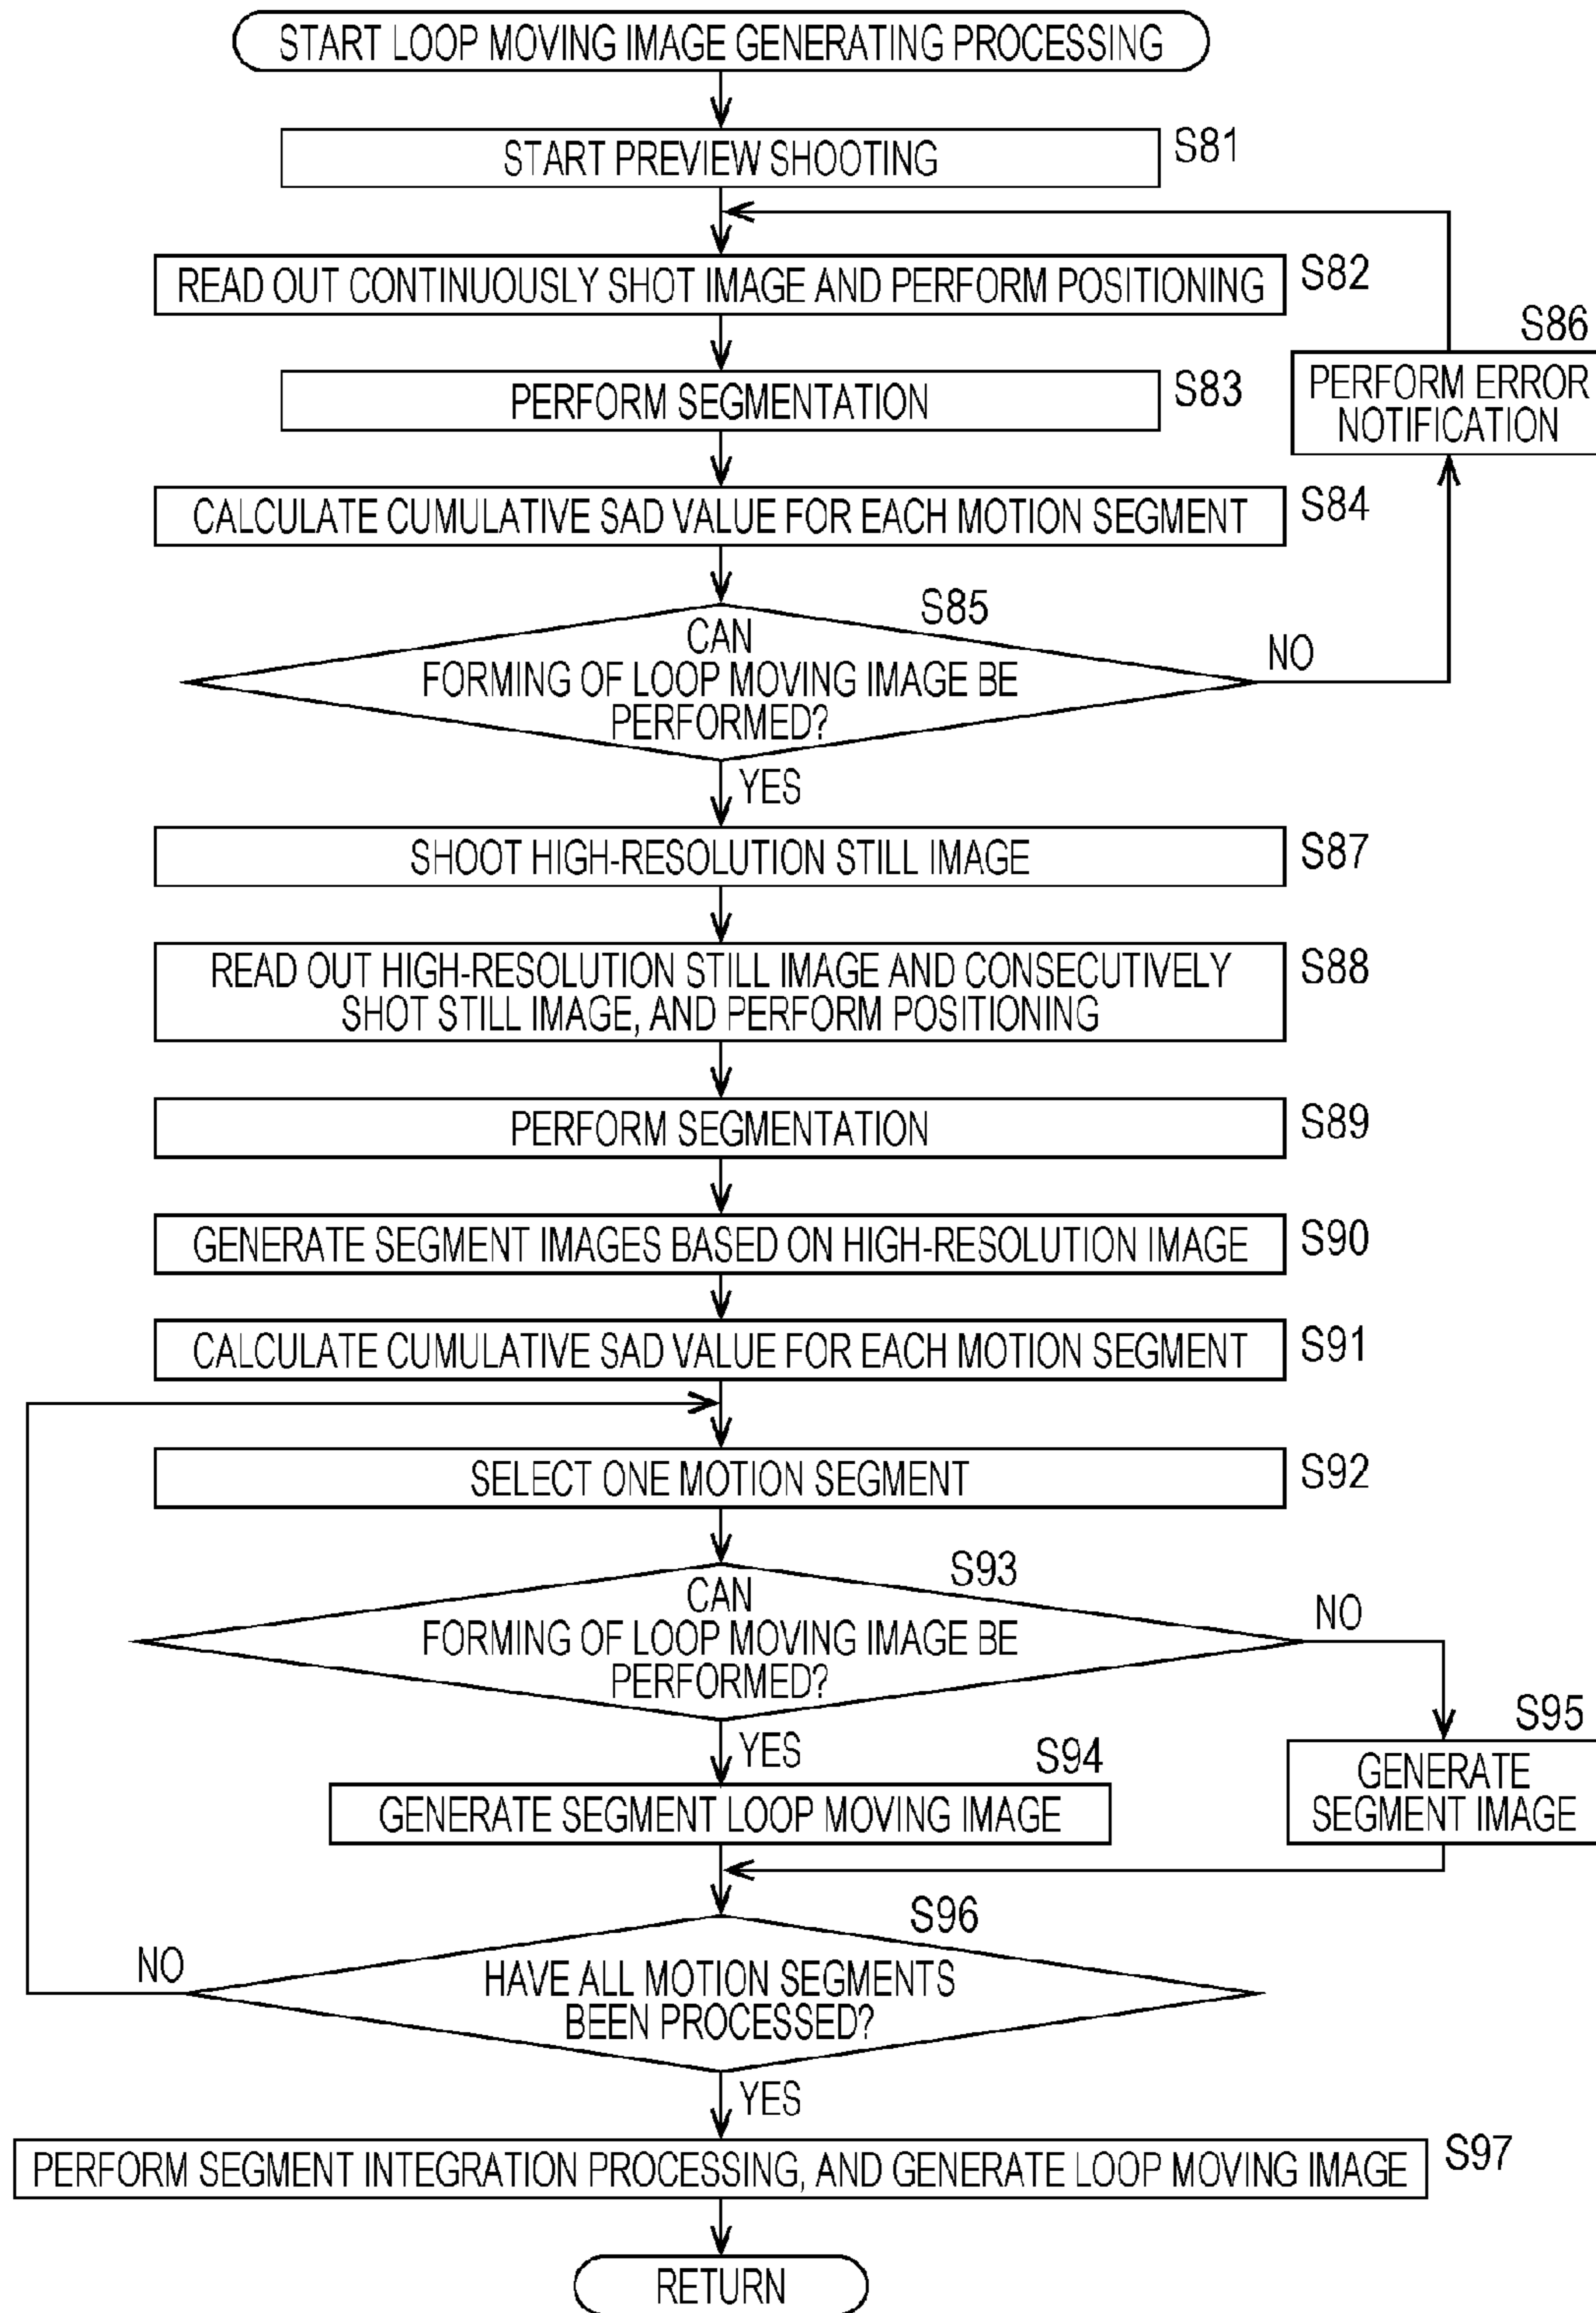 START LOOP MOVING IMAGE GENERATING PROCESSING
START PREVIEW SHOOTING
S81
READ OUT CONTINUOUSLY SHOT IMAGE AND PERFORM POSITIONING
S82
S86
PERFORM ERROR
NOTIFICATION
PERFORM SEGMENTATION
S83
CALCULATE CUMULATIVE SAD VALUE FOR EACH MOTION SEGMENT
S84
S85
CAN
FORMING OF LOOP MOVING IMAGE BE
PERFORMED?
NO
YES
SHOOT HIGH-RESOLUTION STILL IMAGE
S87
READ OUT HIGH-RESOLUTION STILL IMAGE AND CONSECUTIVELY
SHOT STILL IMAGE, AND PERFORM POSITIONING
S88
PERFORM SEGMENTATION
S89
GENERATE SEGMENT IMAGES BASED ON HIGH-RESOLUTION IMAGE
S90
CALCULATE CUMULATIVE SAD VALUE FOR EACH MOTION SEGMENT
S91
SELECT ONE MOTION SEGMENT
S92
S93
CAN
FORMING OF LOOP MOVING IMAGE BE
PERFORMED?
NO
YES
S94
GENERATE SEGMENT LOOP MOVING IMAGE
S95
GENERATE
SEGMENT IMAGE
S96
HAVE ALL MOTION SEGMENTS
BEEN PROCESSED?
NO
YES
PERFORM SEGMENT INTEGRATION PROCESSING, AND GENERATE LOOP MOVING IMAGE
S97
RETURN